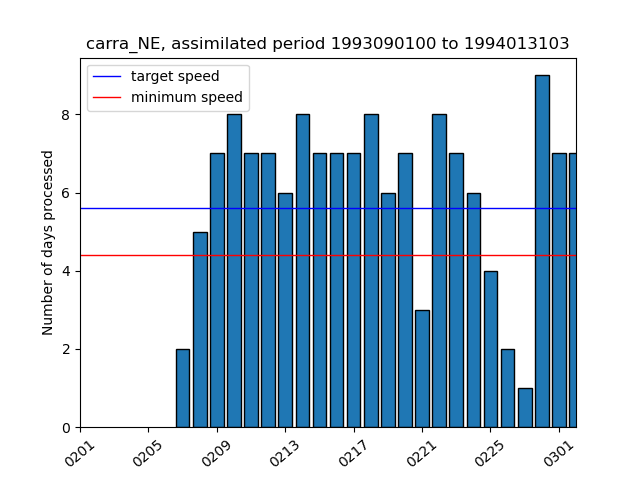 carra_NE, assimilated period 1993090100 to 1994013103
target speed
minimum speed
Number of days processed
8
6
4
2
0
0201 0205 0209 0213 0217 0221 0225 0301